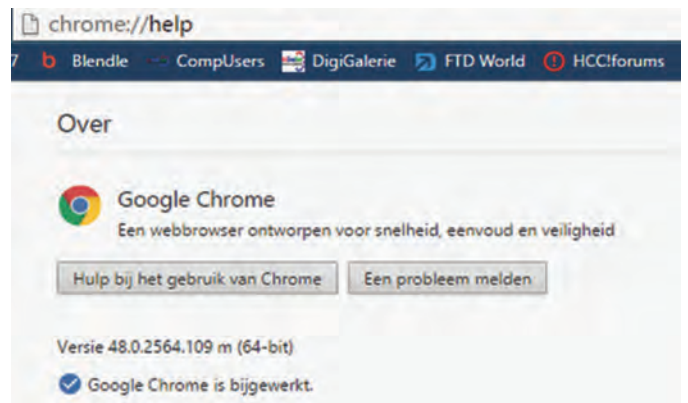 chrome://help
7 Blendle CompUsers DigiGalerie FTD World HCC!forums
Over
Google Chrome
Een webbrowser ontworpen voor snelheid, eenvoud en veiligheid
Hulp bij het gebruik van Chrome Een probleem melden
Versie 48.0.2564.109 m (64-bit)
Google Chrome is bijgewerkt.